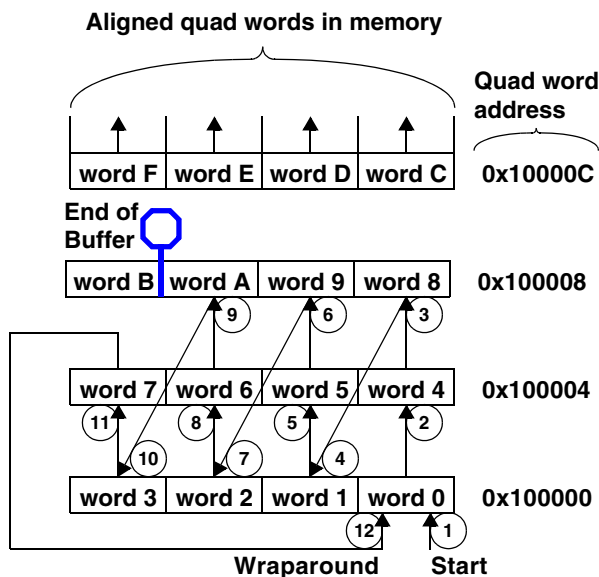 Aligned quad words in memory
Quad word
address
word F word E word D word C 0x10000C
End of
Buffer
word B word A word 9 word 8 0x100008
9 6 3
word 7 word 6 word 5 word 4 0x100004
11 8 5 2
10 7 4
word 3 word 2 word 1 word 0 0x100000
12 1
Wraparound Start